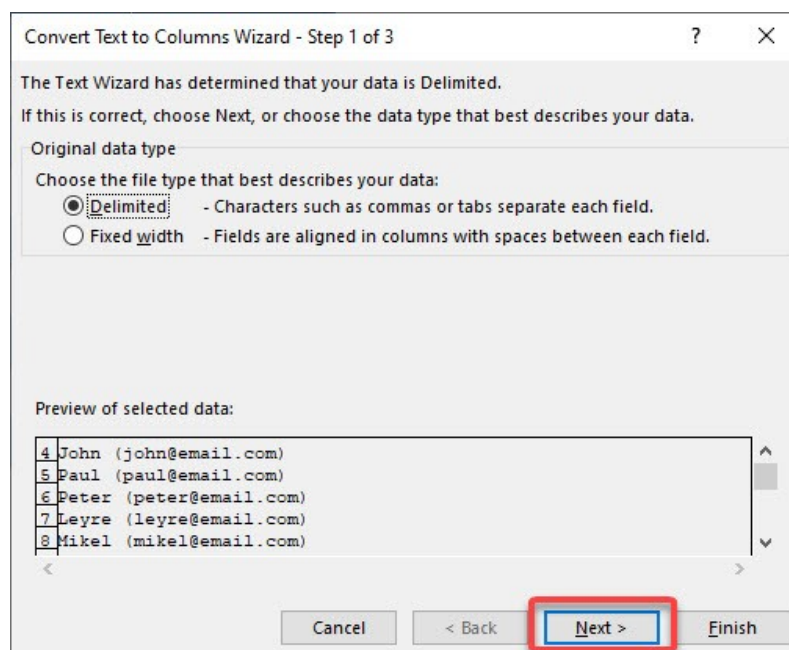 Convert Text to Columns Wizard - Step 1 of 3 ? ✕
The Text Wizard has determined that your data is Delimited.
If this is correct, choose Next, or choose the data type that best describes your data.
Original data type
Choose the file type that best describes your data:
Delimited - Characters such as commas or tabs separate each field.
Fixed width - Fields are aligned in columns with spaces between each field.
Preview of selected data:
4 John (john@email.com)
5 Paul (paul@email.com)
6 Peter (peter@email.com)
7 Leyre (leyre@email.com)
8 Mikel (mikel@email.com)
Cancel < Back Next > Finish